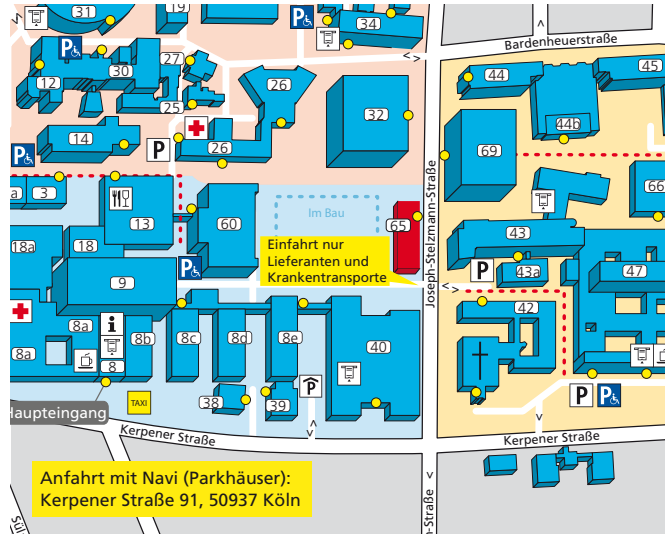 31
19
34
Bardenheuerstraße
P
27
30
12
25
26
44
45
32
44b
14
P
26
69
P
3
a
13
60
Im Bau
65
66
18a
18
43
Einfahrt nur
Lieferanten und
Krankentransporte
Joseph-Stelzmann-Straße
P
P
43a
47
9
42
8a
8a
i
8b
8c
8d
8e
40
8
P
TAXI
38
39
P
P
Haupteingang
Kerpener Straße
Kerpener Straße
Anfahrt mit Navi (Parkhäuser):
Kerpener Straße 91, 50937 Köln
n-Straße
Sül